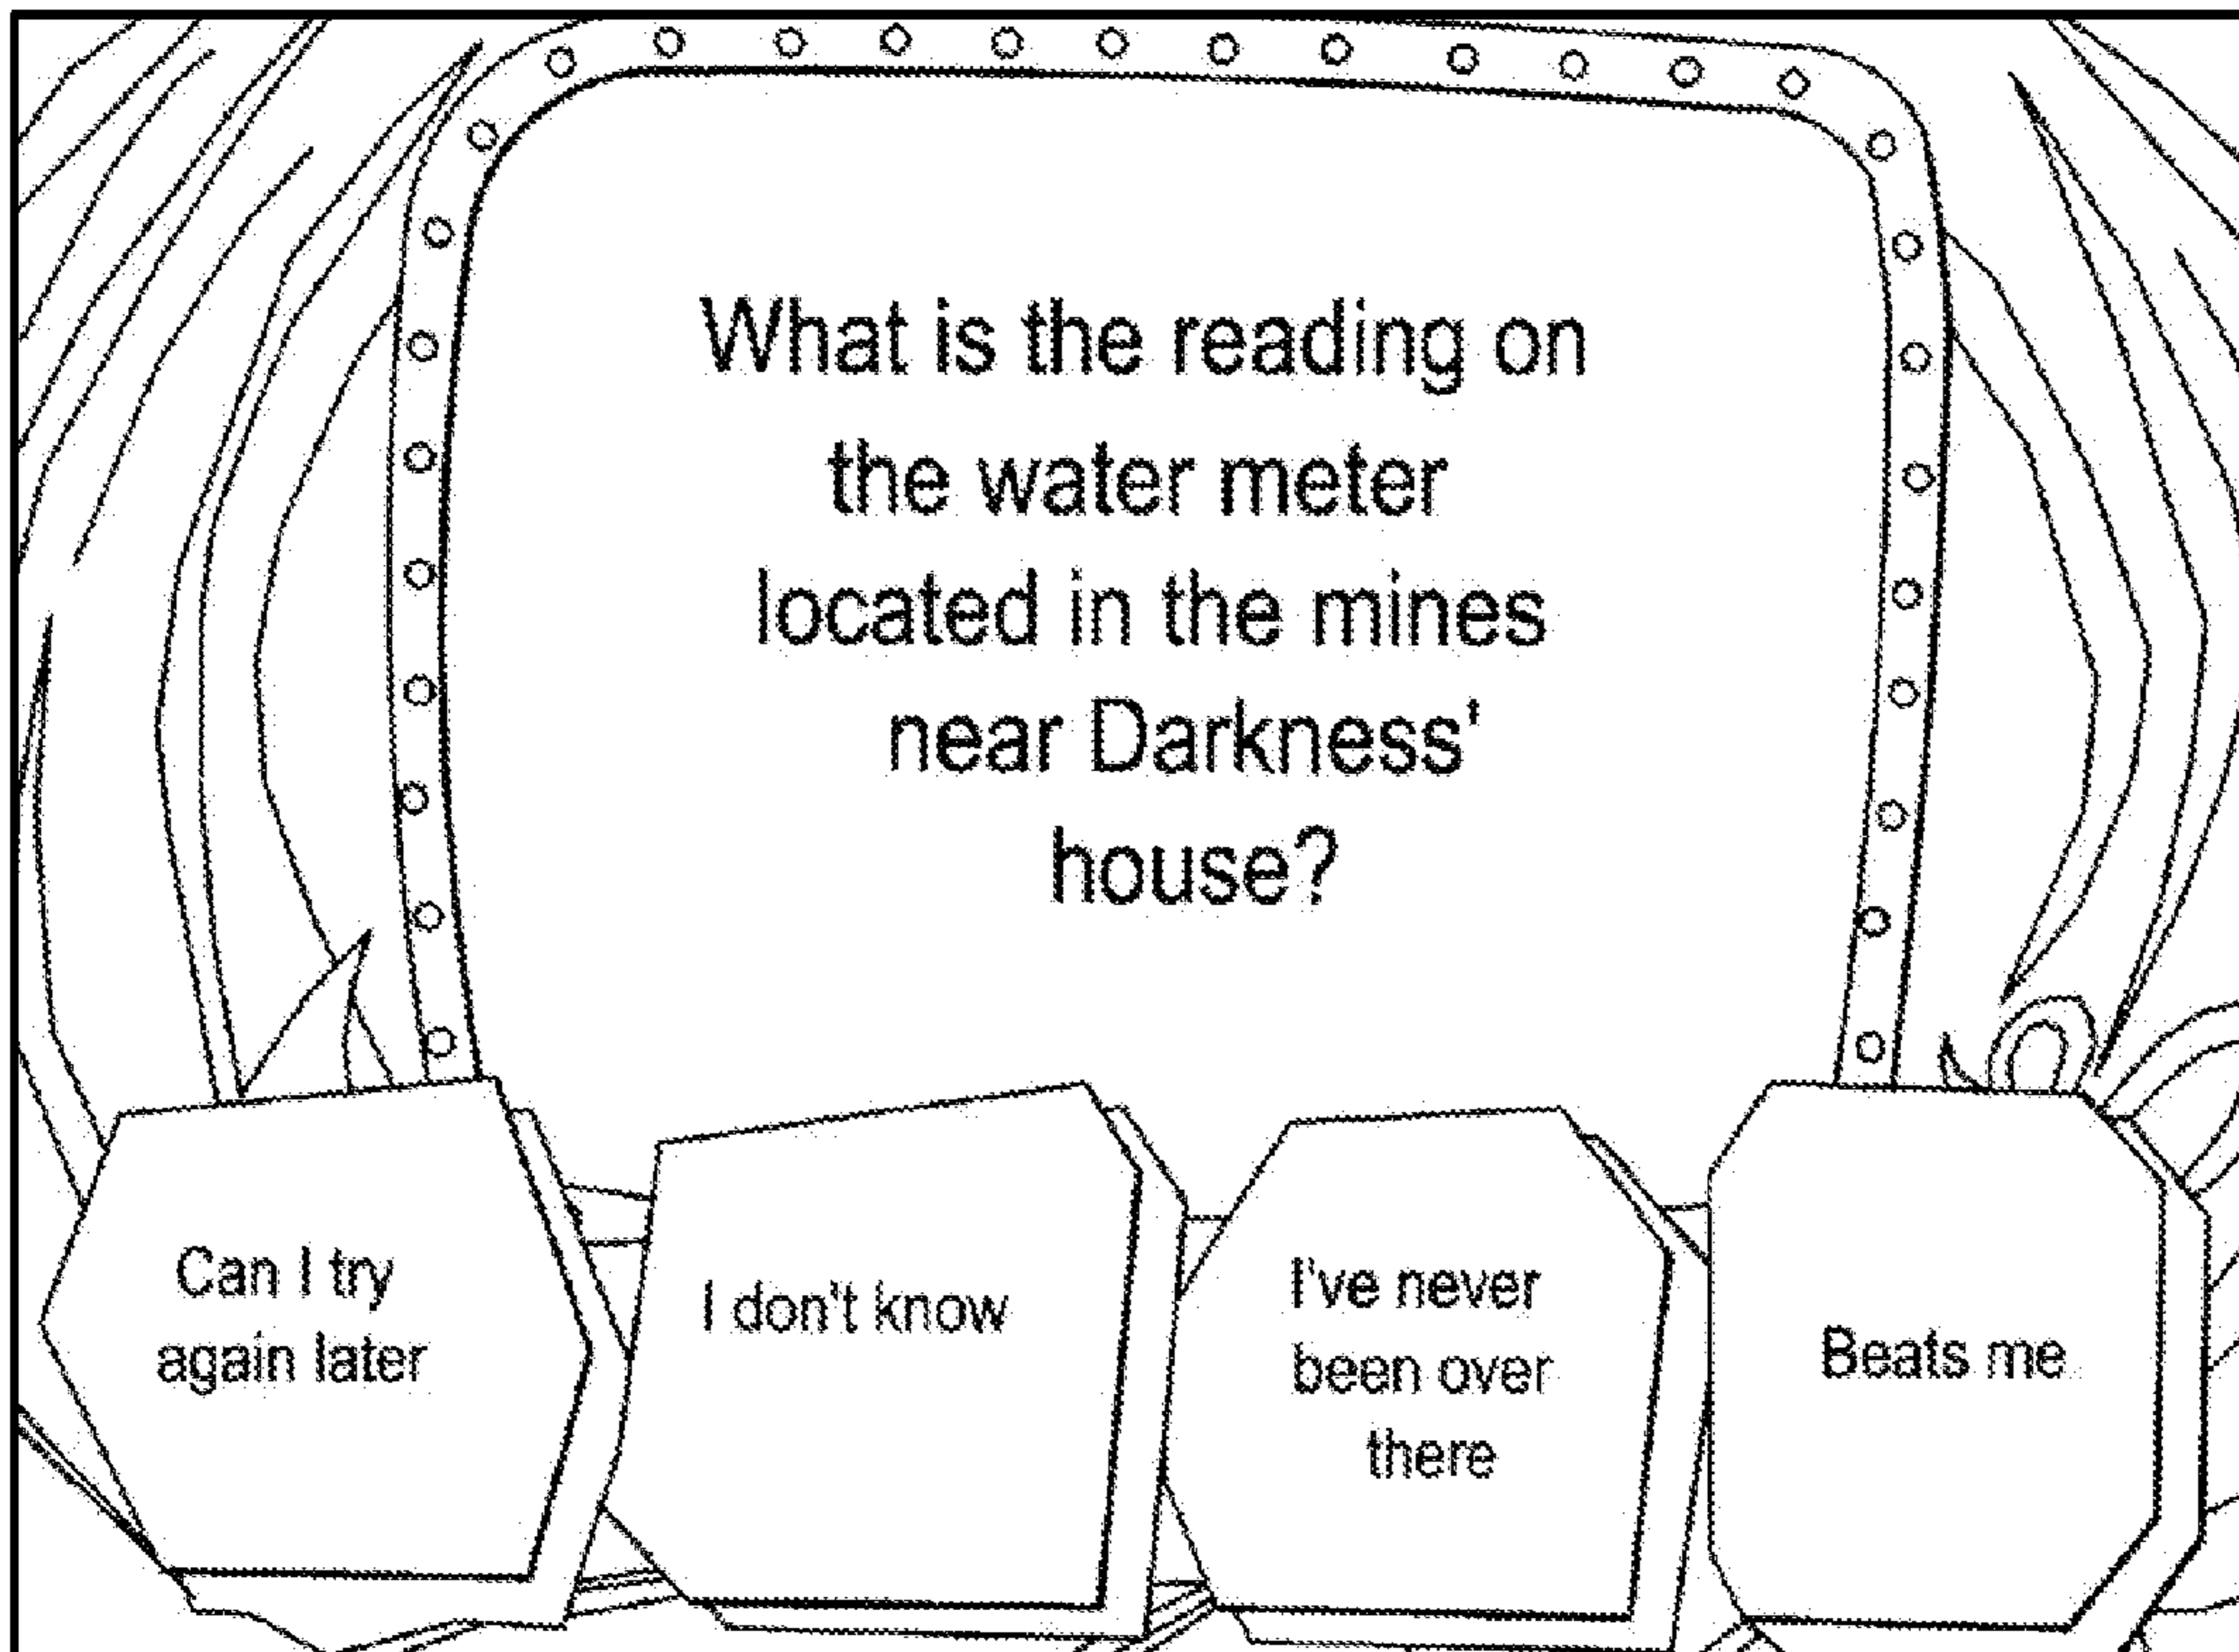 What is the reading on
the water meter
located in the mines
near Darkness'
house?
Can I try
again later
I don't know
I've never
been over
there
Beats me